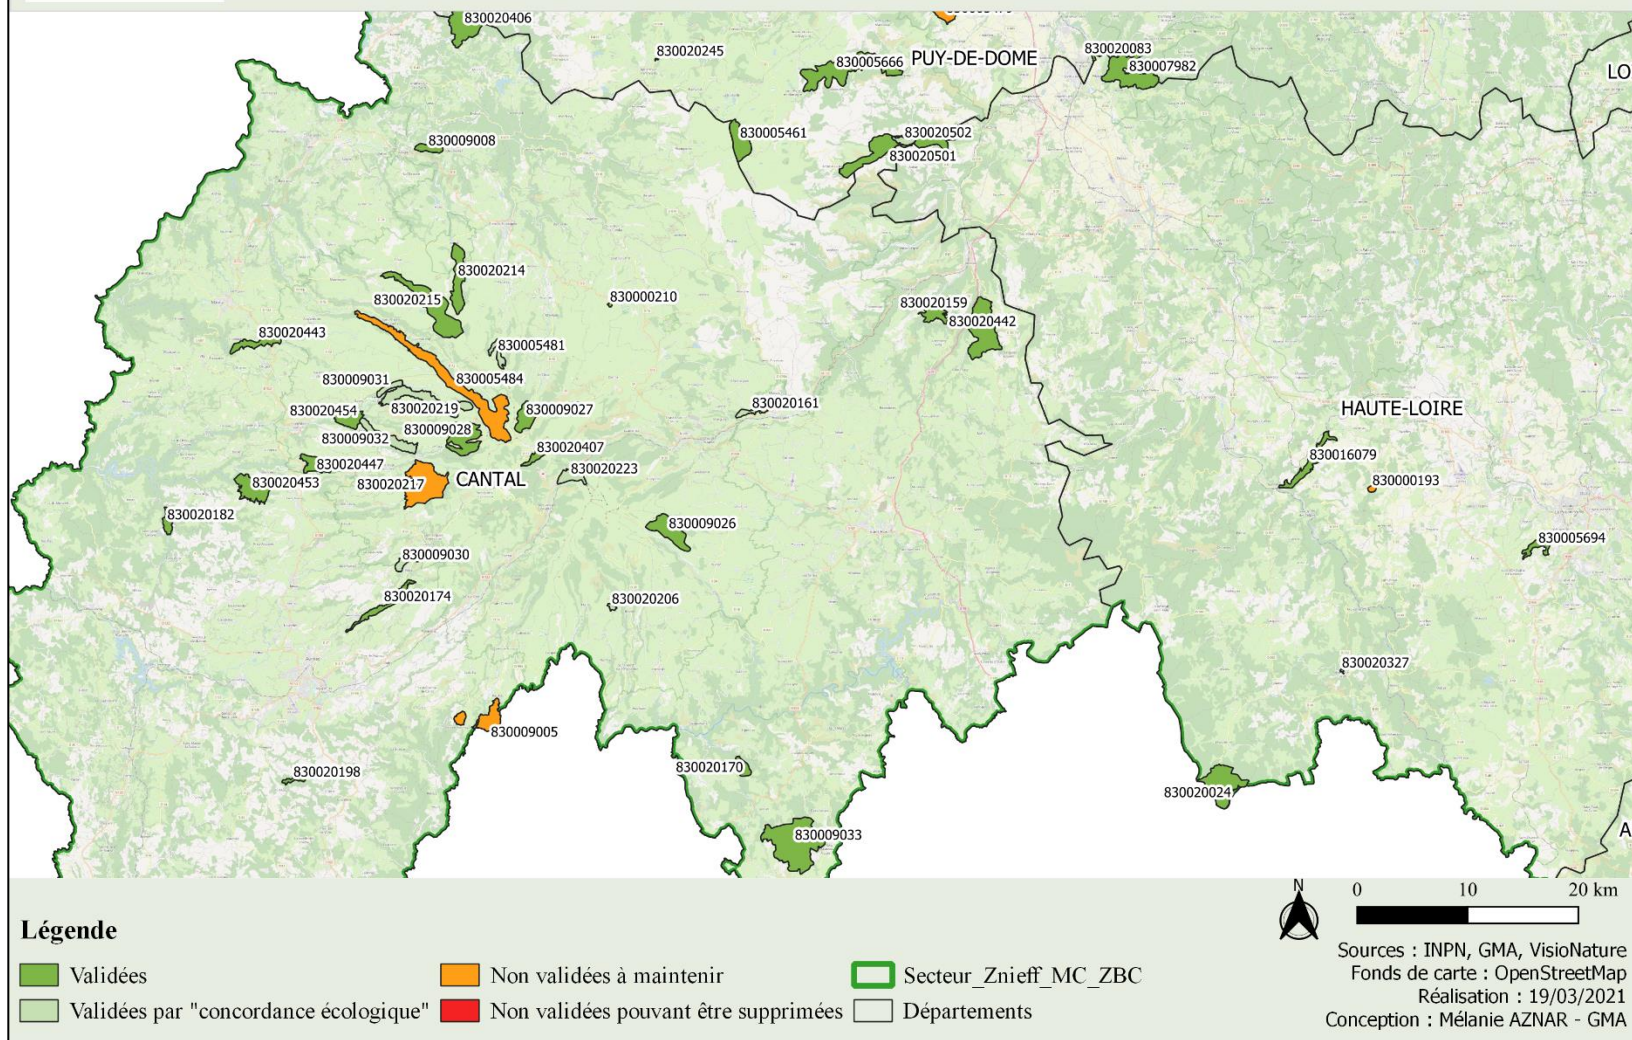 830020406
830020245
830005666
PUY-DE-DOME
830020083
830007982
LO
830009008
830005461
830020502
830020501
830020214
830020215
830000210
830020159
830020442
830020443
830005481
830009031
830005484
830020219
830009027
830020161
830020454
830009028
HAUTE-LOIRE
830009032
830020407
830020447
830020217
CANTAL
830020223
830016079
830000193
830020453
830020182
830009026
830005694
830009030
830020174
830020206
830020327
830009005
830020198
830020170
830020024
830009033
A
N
0 10 20 km
Légende
Validées
Non validées à maintenir
Secteur_Znieff_MC_ZBC
Validées par "concordance écologique"
Non validées pouvant être supprimées
Départements
Sources : INPN, GMA, VisioNature
Fonds de carte : OpenStreetMap
Réalisation : 19/03/2021
Conception : Mélanie AZNAR - GMA